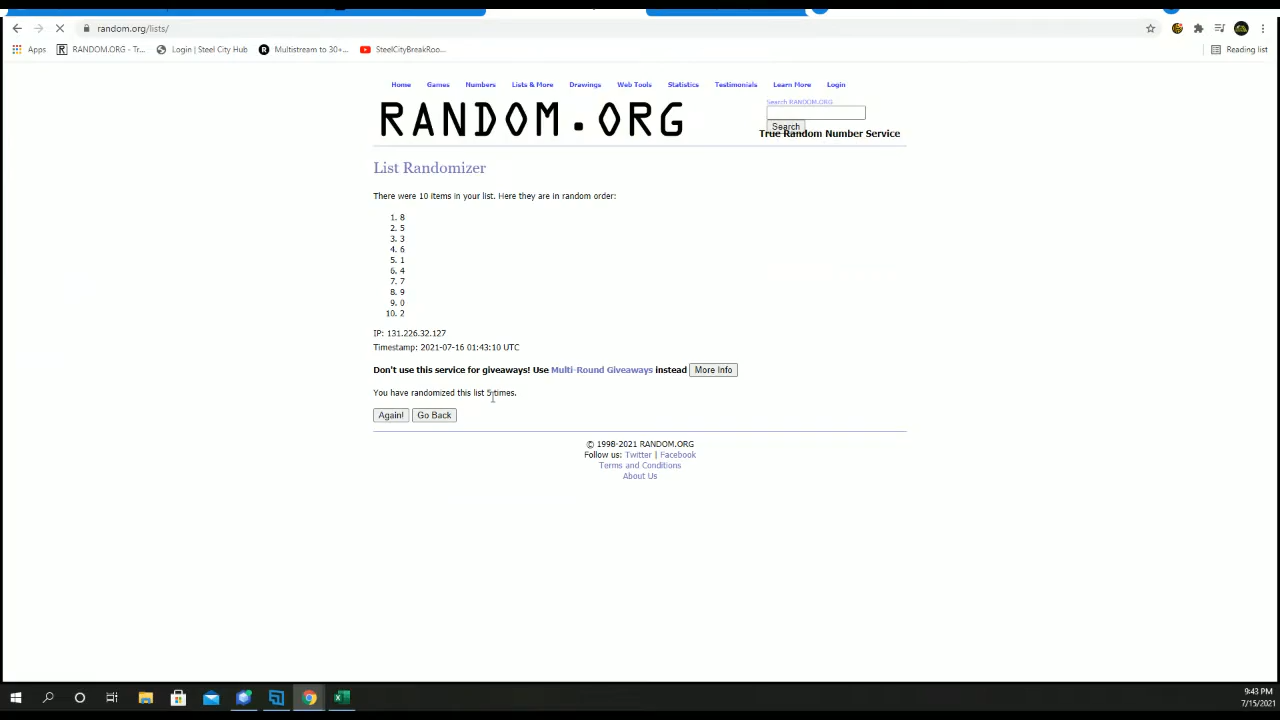 random.org/lists/
Apps
RANDOM.ORG - Tr...
Login | Steel City Hub
Multistream to 30+...
SteelCityBreakRoo...
Reading list
Home Games Numbers Lists & More Drawings Web Tools Statistics Testimonials Learn More Login
RANDOM.ORG
Search RANDOM.ORG
Search
True Random Number Service
List Randomizer
There were 10 items in your list. Here they are in random order:
1. 8
2. 5
3. 3
4. 6
5. 1
6. 4
7. 7
8. 9
9. 0
10. 2
IP: 131.226.32.127
Timestamp: 2021-07-16 01:43:10 UTC
Don't use this service for giveaways! Use Multi-Round Giveaways instead More Info
You have randomized this list 5 times.
Again! Go Back
© 1998-2021 RANDOM.ORG
Follow us: Twitter | Facebook
Terms and Conditions
About Us
9:43 PM
7/15/2021